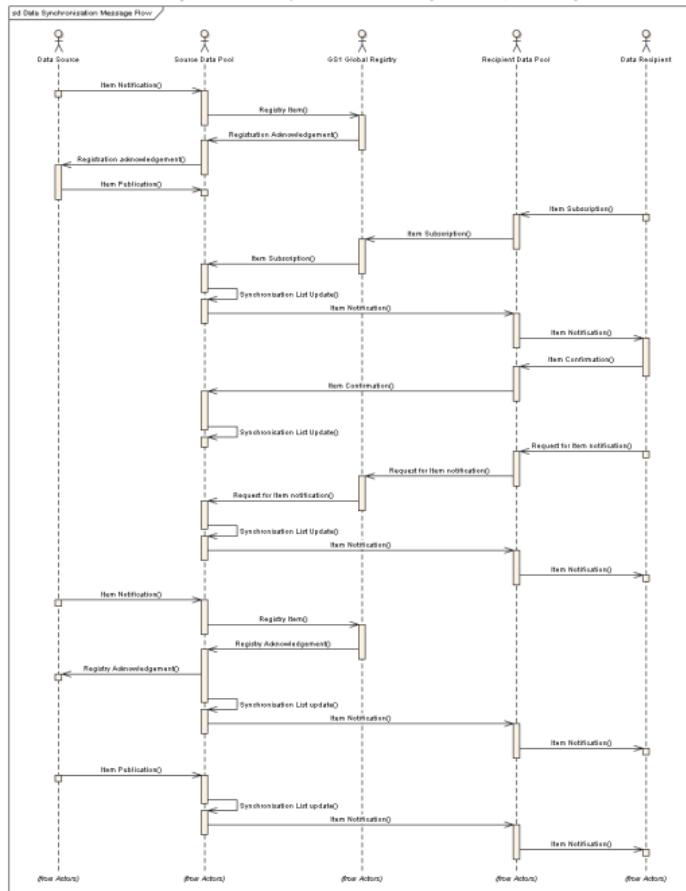 sd Data Synchronisation Message Flow
Data Source
Source Data Pool
GS1 Global Registry
Recipient Data Pool
Data Recipient
Item Notification()
Registry Item()
Registration Acknowledgement()
Registration acknowledgement()
Item Publication()
Item Subscription()
Item Subscription()
Item Subscription()
Synchronisation List Update()
Item Notification()
Item Notification()
Item Confirmation()
Item Confirmation()
Synchronisation List Update()
Request for Item notification()
Request for Item notification()
Request for Item notification()
Synchronisation List Update()
Item Notification()
Item Notification()
Item Notification()
Registry Item()
Registry Acknowledgement()
Registry Acknowledgement()
Synchronisation List update()
Item Notification()
Item Notification()
Item Publication()
Synchronisation List update()
Item Notification()
Item Notification()
(from Actors)
(from Actors)
(from Actors)
(from Actors)
(from Actors)